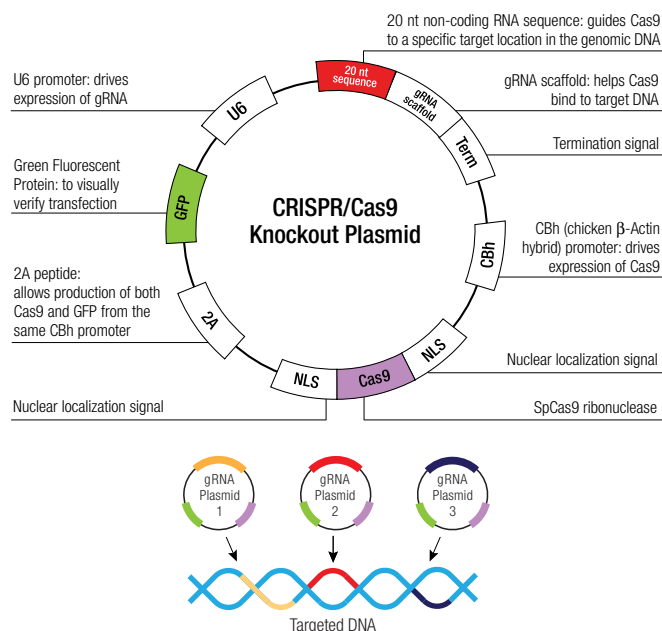 20 nt non-coding RNA sequence: guides Cas9
to a specific target location in the genomic DNA
U6 promoter: drives
expression of gRNA
gRNA scaffold: helps Cas9
bind to target DNA
Termination signal
Green Fluorescent
Protein: to visually
verify transfection
CBh (chicken β-Actin
hybrid) promoter: drives
expression of Cas9
2A peptide:
allows production of both
Cas9 and GFP from the
same CBh promoter
Nuclear localization signal
Nuclear localization signal
SpCas9 ribonuclease
20 nt
sequence
gRNA
scaffold
Term
CBh
NLS
Cas9
NLS
2A
GFP
U6
CRISPR/Cas9
Knockout Plasmid
gRNA
Plasmid
1
gRNA
Plasmid
2
gRNA
Plasmid
3
Targeted DNA